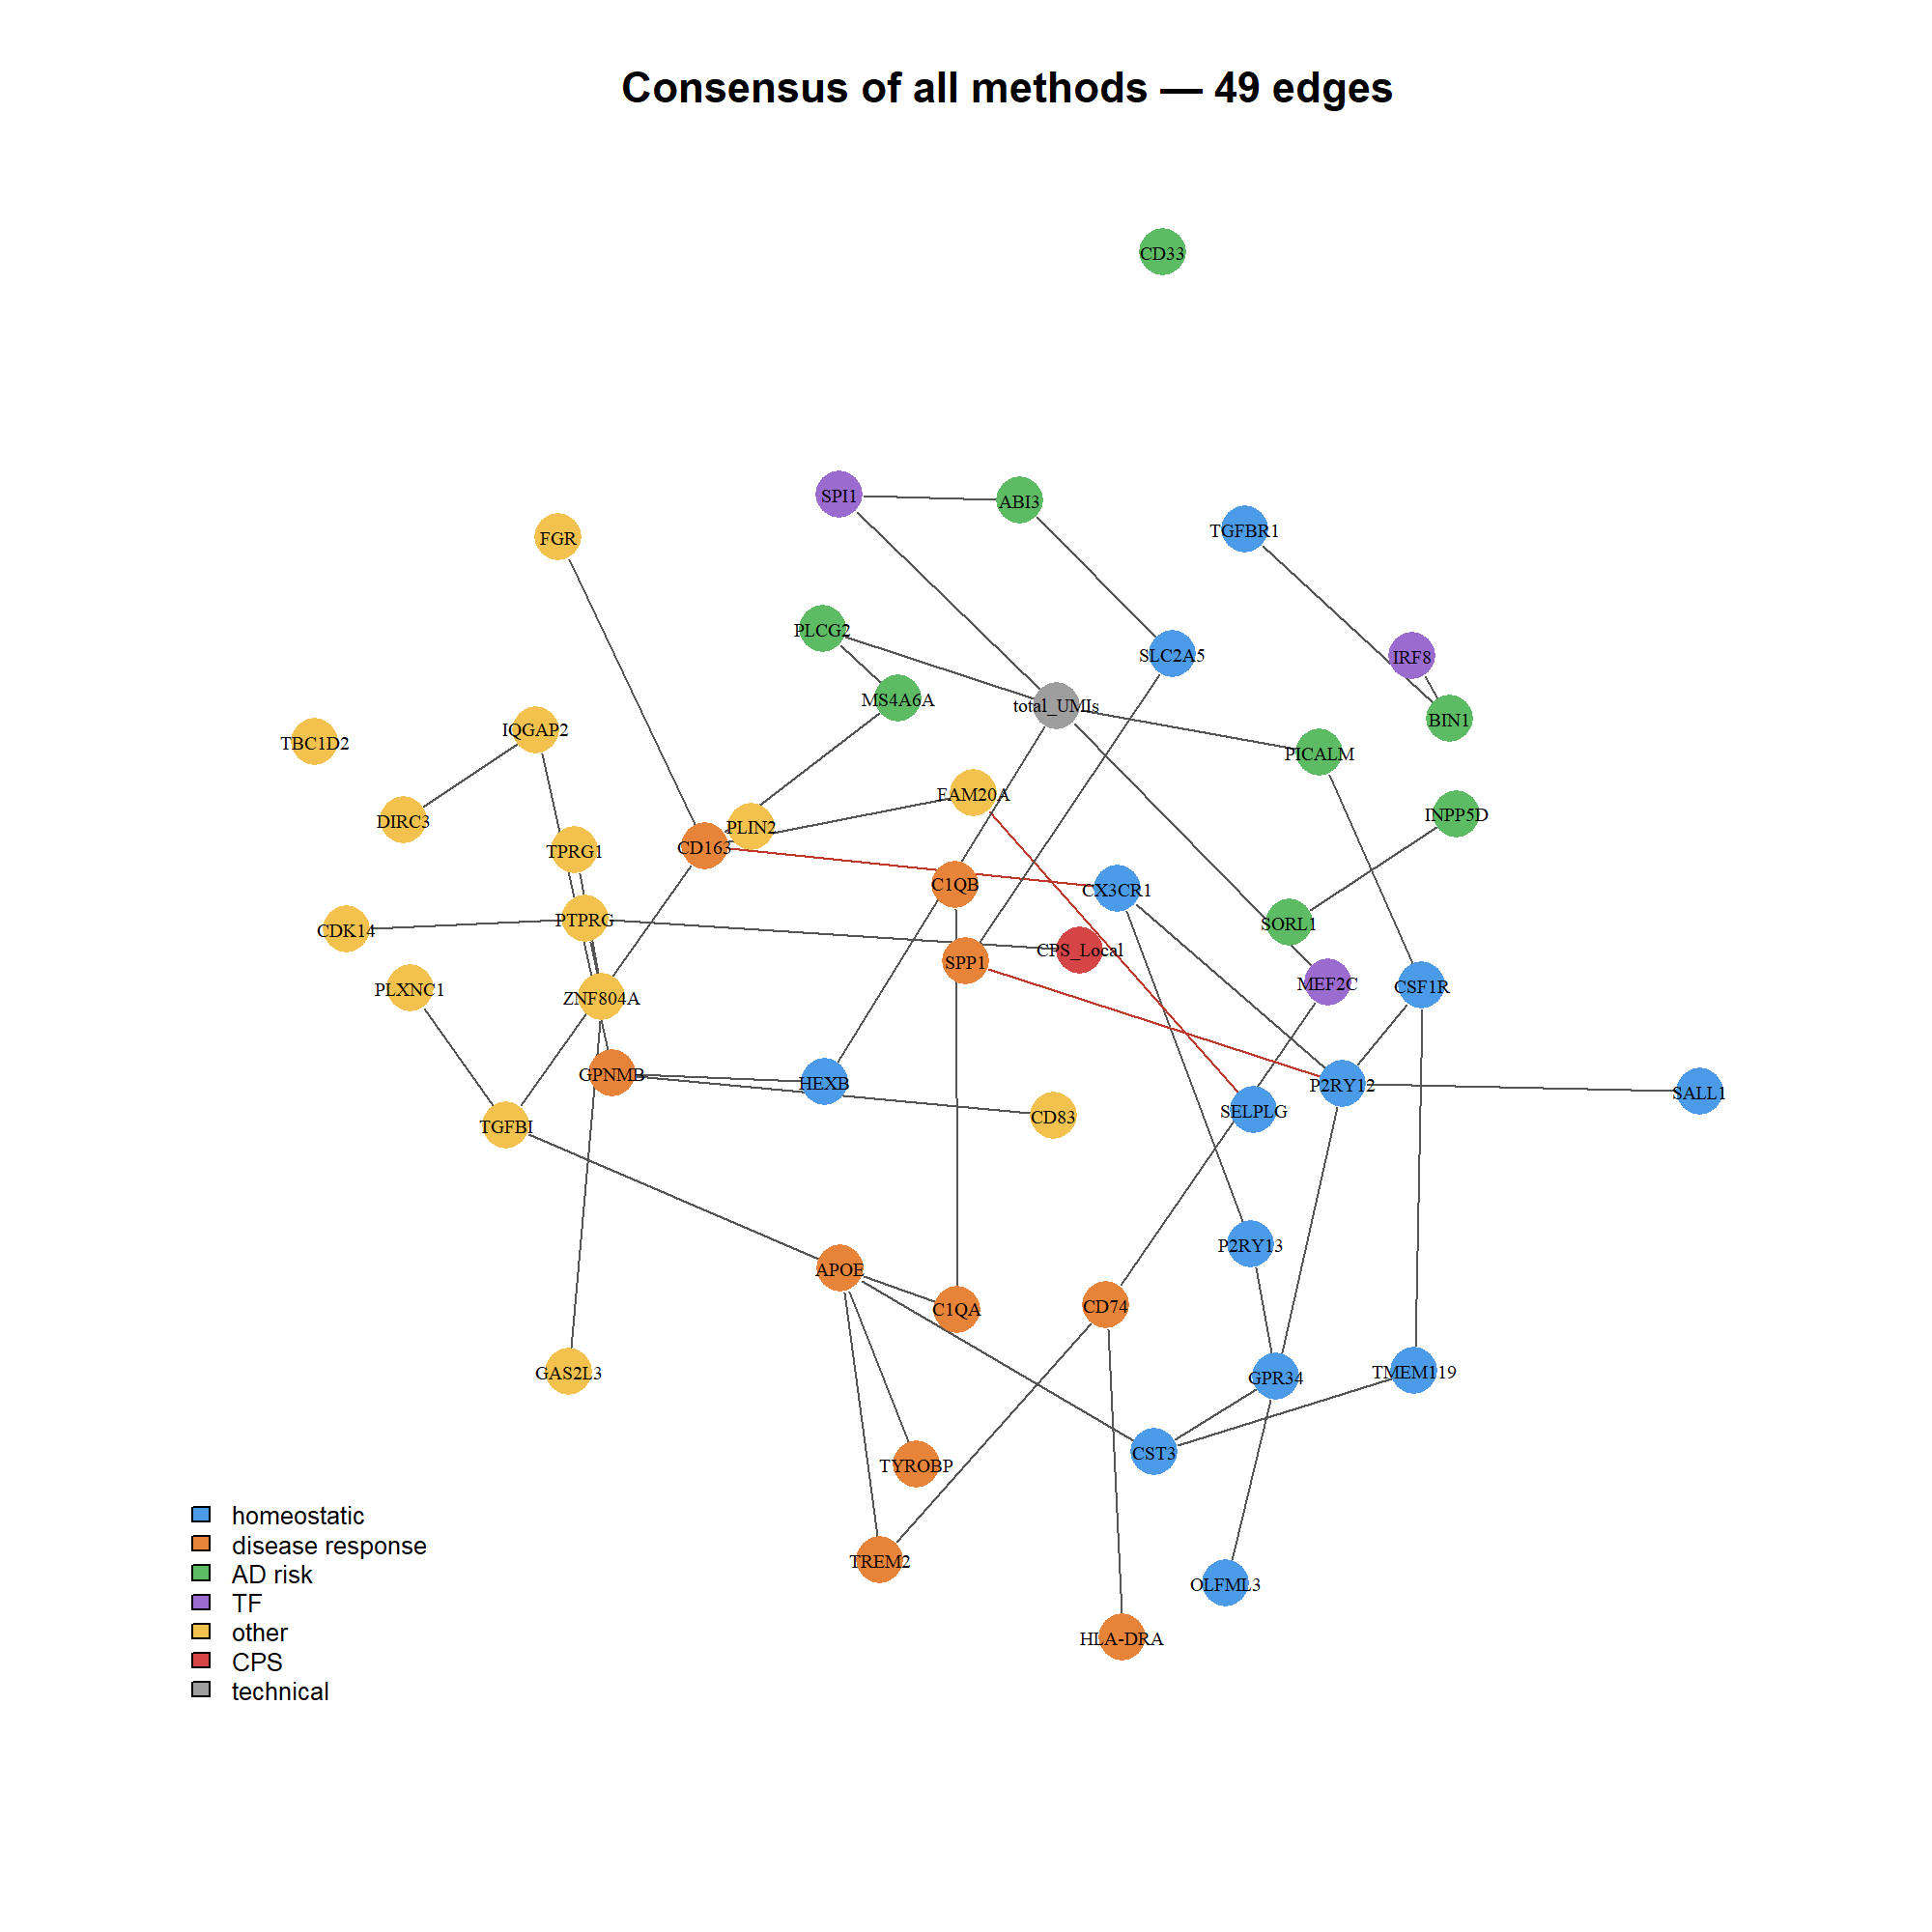 Consensus of all methods — 49 edges
CD33
SPI1
ABI3
TGFBR1
FGR
PLCG2
SLC2A5
IRF8
MS4A6A
total_UMIs
BIN1
TBC1D2
IQGAP2
PICALM
DIRC3
PLIN2
FAM20A
INPP5D
TPRG1
CD163
C1QB
CX3CR1
CDK14
PTPRG
SORL1
CPS_Local
SPP1
PLXNC1
ZNF804A
MEF2C
CSF1R
GPNMB
HEXB
P2RY12
SALL1
TGFBI
CD83
SELPLG
P2RY13
APOE
C1QA
CD74
GAS2L3
GPR34
TMEM119
CST3
TYROBP
TREM2
OLFML3
HLA-DRA
homeostatic
disease response
AD risk
TF
other
CPS
technical